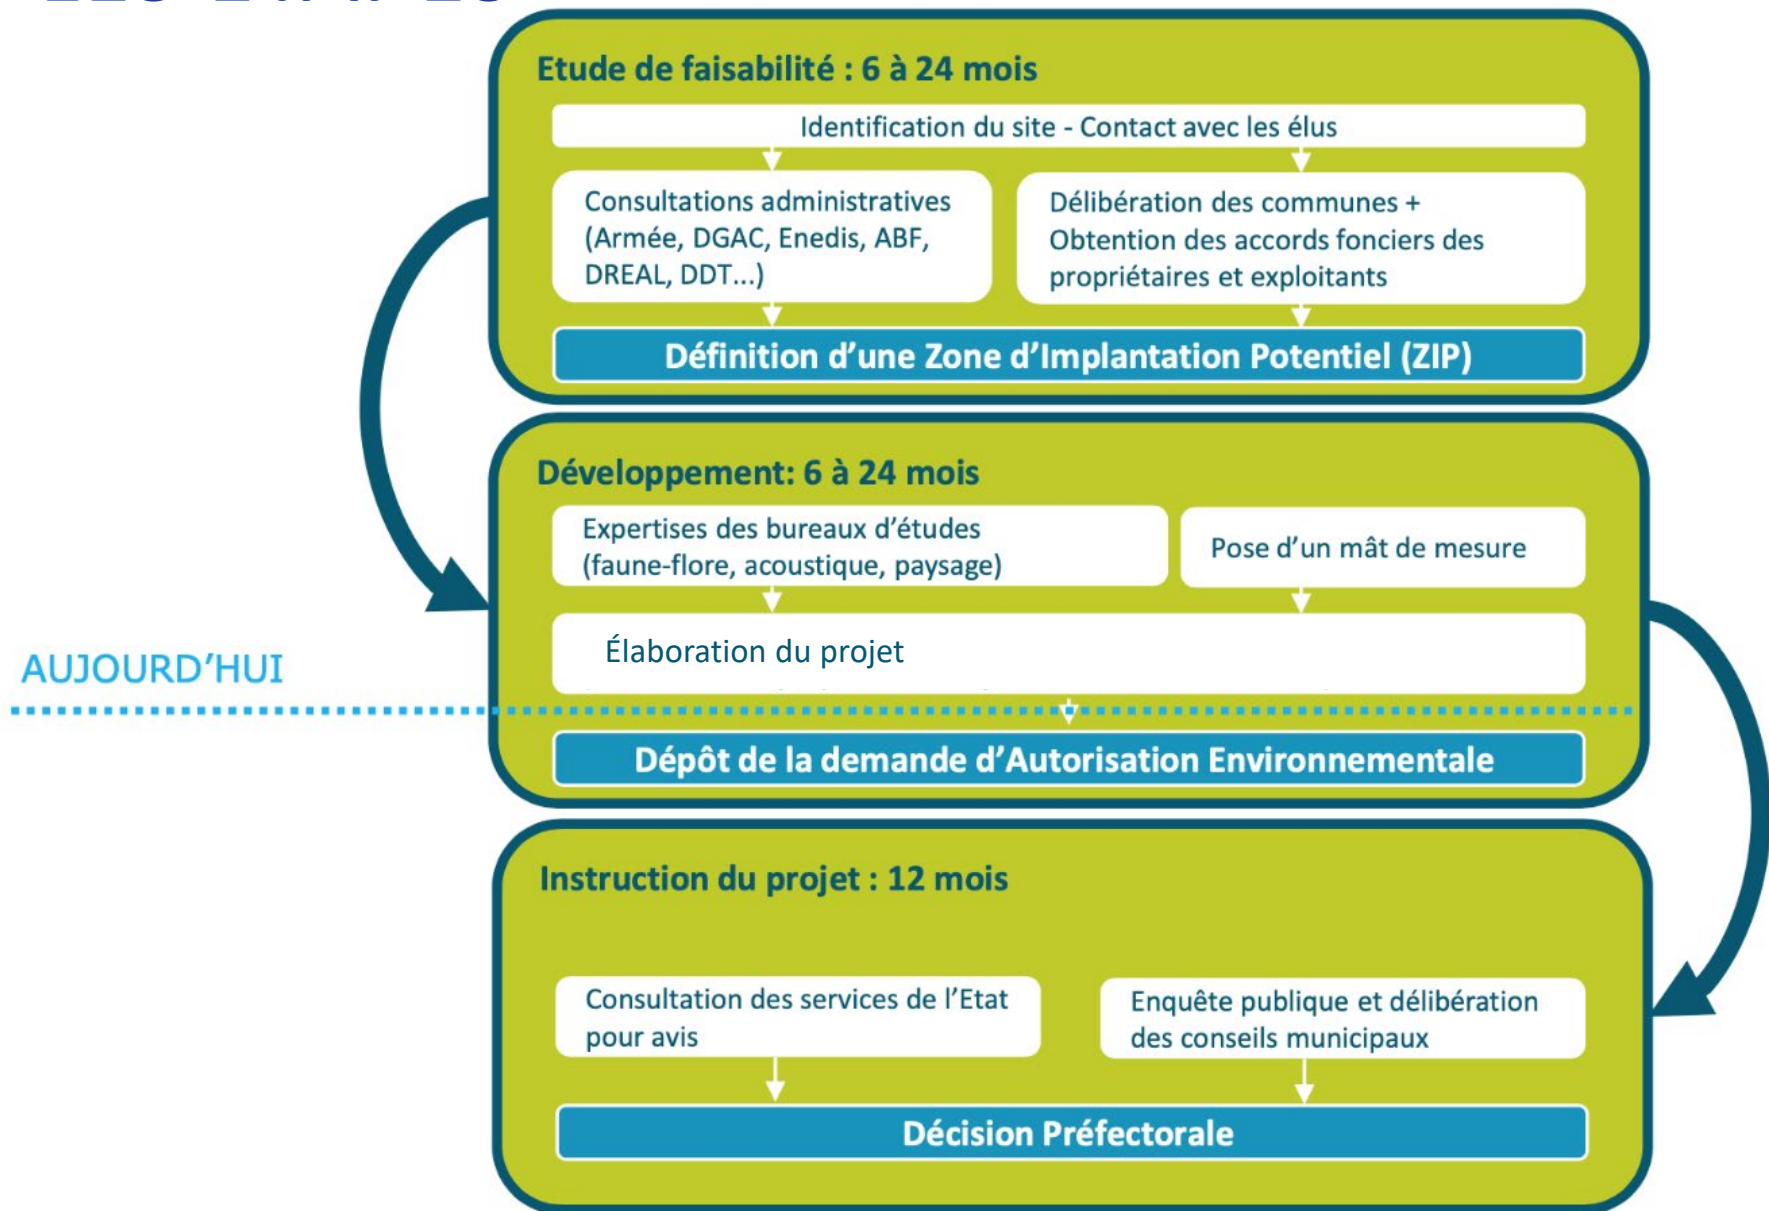 Etude de faisabilité : 6 à 24 mois
Identification du site - Contact avec les élus
Consultations administratives
(Armée, DGAC, Enedis, ABF,
DREAL, DDT...)
Délibération des communes +
Obtention des accords fonciers des
propriétaires et exploitants
Définition d'une Zone d'Implantation Potentiel (ZIP)
Développement: 6 à 24 mois
Expertises des bureaux d'études
(faune-flore, acoustique, paysage)
Pose d'un mât de mesure
Élaboration du projet
AUJOURD'HUI
Dépôt de la demande d'Autorisation Environnementale
Instruction du projet : 12 mois
Consultation des services de l'Etat
pour avis
Enquête publique et délibération
des conseils municipaux
Décision Préfectorale